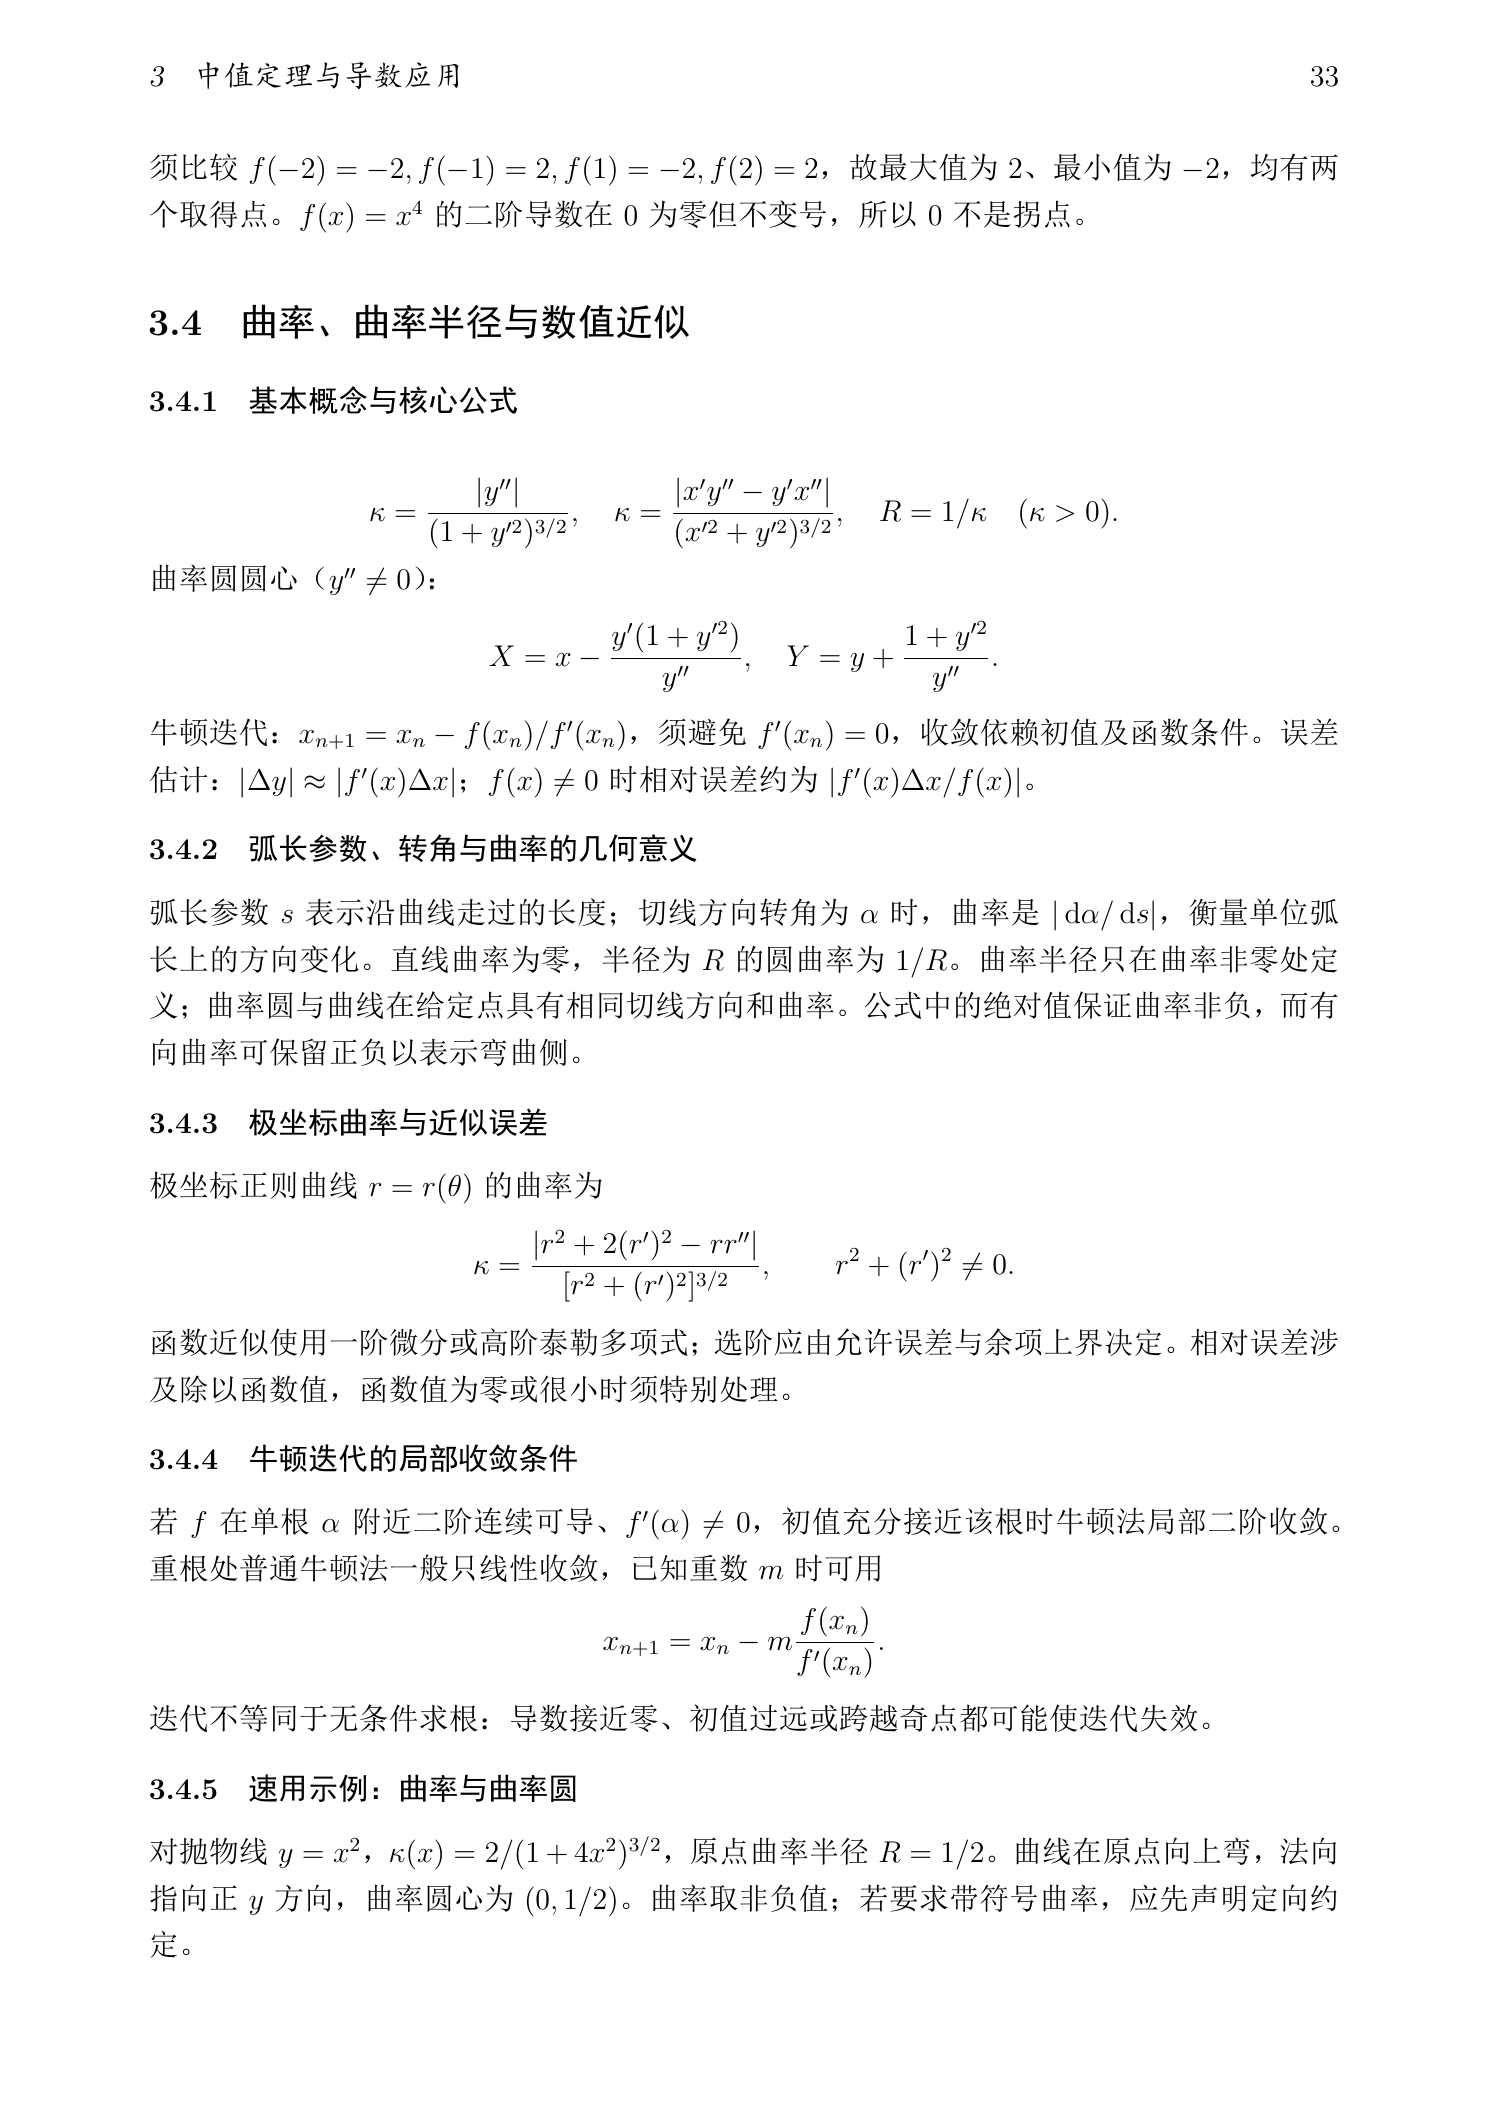 3 中值定理与导数应用 33
须比较 f(−2) = −2, f(−1) = 2, f(1) = −2, f(2) = 2，故最大值为 2、最小值为 −2，均有两
个取得点。f(x) = x⁴ 的二阶导数在 0 为零但不变号，所以 0 不是拐点。
3.4 曲率、曲率半径与数值近似
3.4.1 基本概念与核心公式
κ = |y″|/(1 + y′²)^{3/2}, κ = |x′y″ − y′x″|/(x′² + y′²)^{3/2}, R = 1/κ (κ > 0).
曲率圆圆心（y″ ≠ 0）：
X = x − y′(1 + y′²)/y″, Y = y + (1 + y′²)/y″.
牛顿迭代：xₙ₊₁ = xₙ − f(xₙ)/f′(xₙ)，须避免 f′(xₙ) = 0，收敛依赖初值及函数条件。误差
估计：|Δy| ≈ |f′(x)Δx|；f(x) ≠ 0 时相对误差约为 |f′(x)Δx/f(x)|。
3.4.2 弧长参数、转角与曲率的几何意义
弧长参数 s 表示沿曲线走过的长度；切线方向转角为 α 时，曲率是 | dα/ ds|，衡量单位弧
长上的方向变化。直线曲率为零，半径为 R 的圆曲率为 1/R。曲率半径只在曲率非零处定
义；曲率圆与曲线在给定点具有相同切线方向和曲率。公式中的绝对值保证曲率非负，而有
向曲率可保留正负以表示弯曲侧。
3.4.3 极坐标曲率与近似误差
极坐标正则曲线 r = r(θ) 的曲率为
κ = |r² + 2(r′)² − rr″|/[r² + (r′)²]^{3/2}, r² + (r′)² ≠ 0.
函数近似使用一阶微分或高阶泰勒多项式；选阶应由允许误差与余项上界决定。相对误差涉
及除以函数值，函数值为零或很小时须特别处理。
3.4.4 牛顿迭代的局部收敛条件
若 f 在单根 α 附近二阶连续可导、f′(α) ≠ 0，初值充分接近该根时牛顿法局部二阶收敛。
重根处普通牛顿法一般只线性收敛，已知重数 m 时可用
xₙ₊₁ = xₙ − m f(xₙ)/f′(xₙ).
迭代不等同于无条件求根：导数接近零、初值过远或跨越奇点都可能使迭代失效。
3.4.5 速用示例：曲率与曲率圆
对抛物线 y = x²，κ(x) = 2/(1 + 4x²)^{3/2}，原点曲率半径 R = 1/2。曲线在原点向上弯，法向
指向正 y 方向，曲率圆心为 (0, 1/2)。曲率取非负值；若要求带符号曲率，应先声明定向约
定。